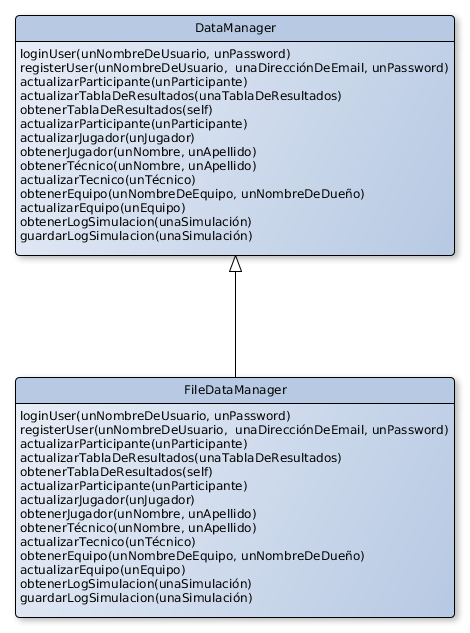 DataManager
loginUser(unNombreDeUsuario, unPassword)
registerUser(unNombreDeUsuario,  unaDirecciónDeEmail, unPassword)
actualizarParticipante(unParticipante)
actualizarTablaDeResultados(unaTablaDeResultados)
obtenerTablaDeResultados(self)
actualizarParticipante(unParticipante)
actualizarJugador(unJugador)
obtenerJugador(unNombre, unApellido)
obtenerTécnico(unNombre, unApellido)
actualizarTecnico(unTécnico)
obtenerEquipo(unNombreDeEquipo, unNombreDeDueño)
actualizarEquipo(unEquipo)
obtenerLogSimulacion(unaSimulación)
guardarLogSimulacion(unaSimulación)
FileDataManager
loginUser(unNombreDeUsuario, unPassword)
registerUser(unNombreDeUsuario,  unaDirecciónDeEmail, unPassword)
actualizarParticipante(unParticipante)
actualizarTablaDeResultados(unaTablaDeResultados)
obtenerTablaDeResultados(self)
actualizarParticipante(unParticipante)
actualizarJugador(unJugador)
obtenerJugador(unNombre, unApellido)
obtenerTécnico(unNombre, unApellido)
actualizarTecnico(unTécnico)
obtenerEquipo(unNombreDeEquipo, unNombreDeDueño)
actualizarEquipo(unEquipo)
obtenerLogSimulacion(unaSimulación)
guardarLogSimulacion(unaSimulación)